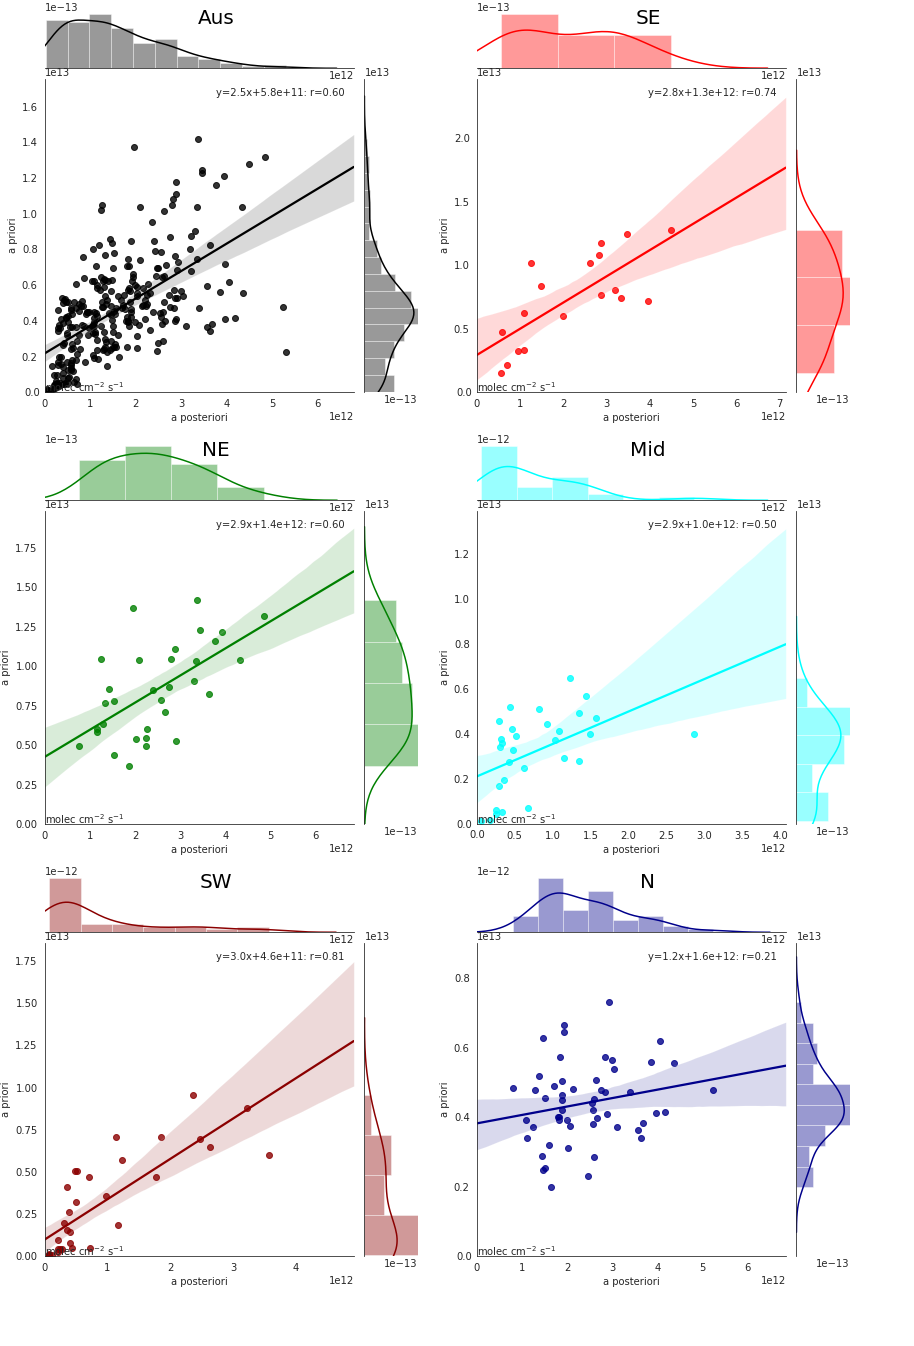 1e−13 Aus
1e13 1e12 1e13
y=2.5x+5.8e+11: r=0.60
1.6
1.4
1.2
1.0
0.8
0.6
0.4
0.2
0.0
a priori
molec cm−2 s−1
0 1 2 3 4 5 6
a posteriori
1e12
1e−13
1e−13 SE
1e13 1e12 1e13
y=2.8x+1.3e+12: r=0.74
2.0
1.5
1.0
0.5
0.0
a priori
molec cm−2 s−1
0 1 2 3 4 5 6 7
a posteriori
1e12
1e−13
1e−13 NE
1e13 1e12 1e13
y=2.9x+1.4e+12: r=0.60
1.75
1.50
1.25
1.00
0.75
0.50
0.25
0.00
a priori
molec cm−2 s−1
0 1 2 3 4 5 6
a posteriori
1e12
1e−13
1e−12 Mid
1e13 1e12 1e13
y=2.9x+1.0e+12: r=0.50
1.2
1.0
0.8
0.6
0.4
0.2
0.0
a priori
molec cm−2 s−1
0.0 0.5 1.0 1.5 2.0 2.5 3.0 3.5 4.0
a posteriori
1e12
1e−13
1e−12 SW
1e13 1e12 1e13
y=3.0x+4.6e+11: r=0.81
1.75
1.50
1.25
1.00
0.75
0.50
0.25
0.00
a priori
molec cm−2 s−1
0 1 2 3 4
a posteriori
1e12
1e−13
1e−12 N
1e13 1e12 1e13
y=1.2x+1.6e+12: r=0.21
0.8
0.6
0.4
0.2
0.0
a priori
molec cm−2 s−1
0 1 2 3 4 5 6
a posteriori
1e12
1e−13